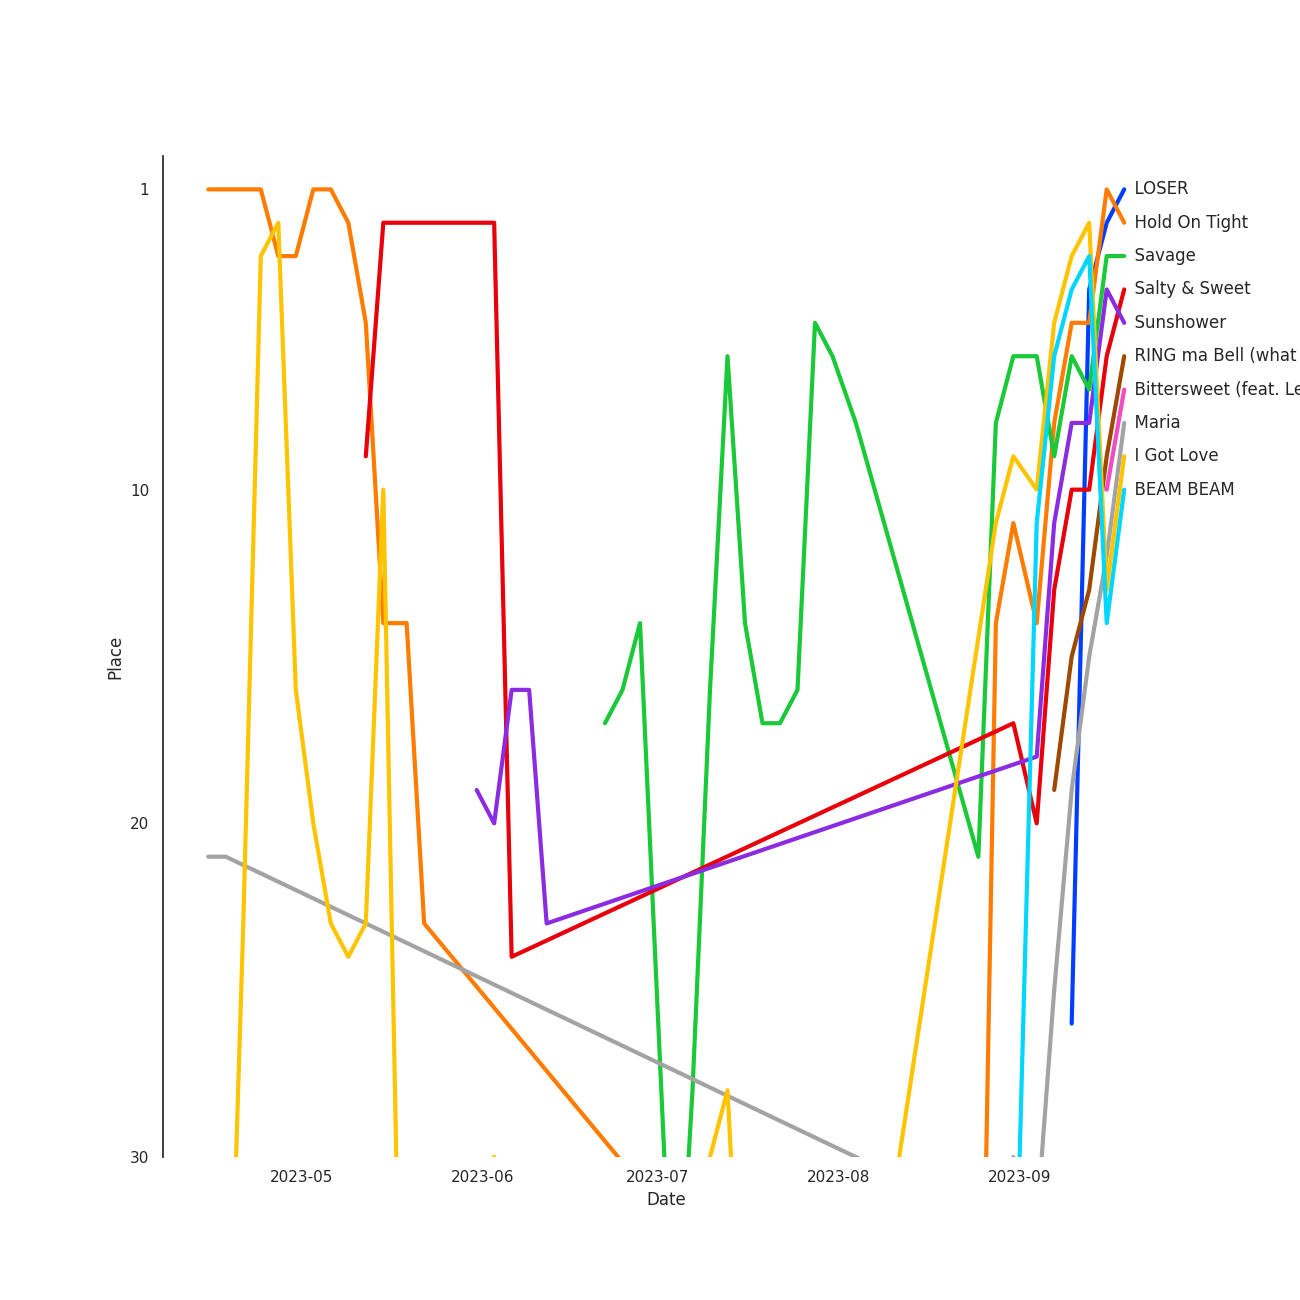 1
10
20
30
Place
2023-05
2023-06
2023-07
2023-08
2023-09
Date
LOSER
Hold On Tight
Savage
Salty & Sweet
Sunshower
RING ma Bell (what
Bittersweet (feat. Le
Maria
I Got Love
BEAM BEAM